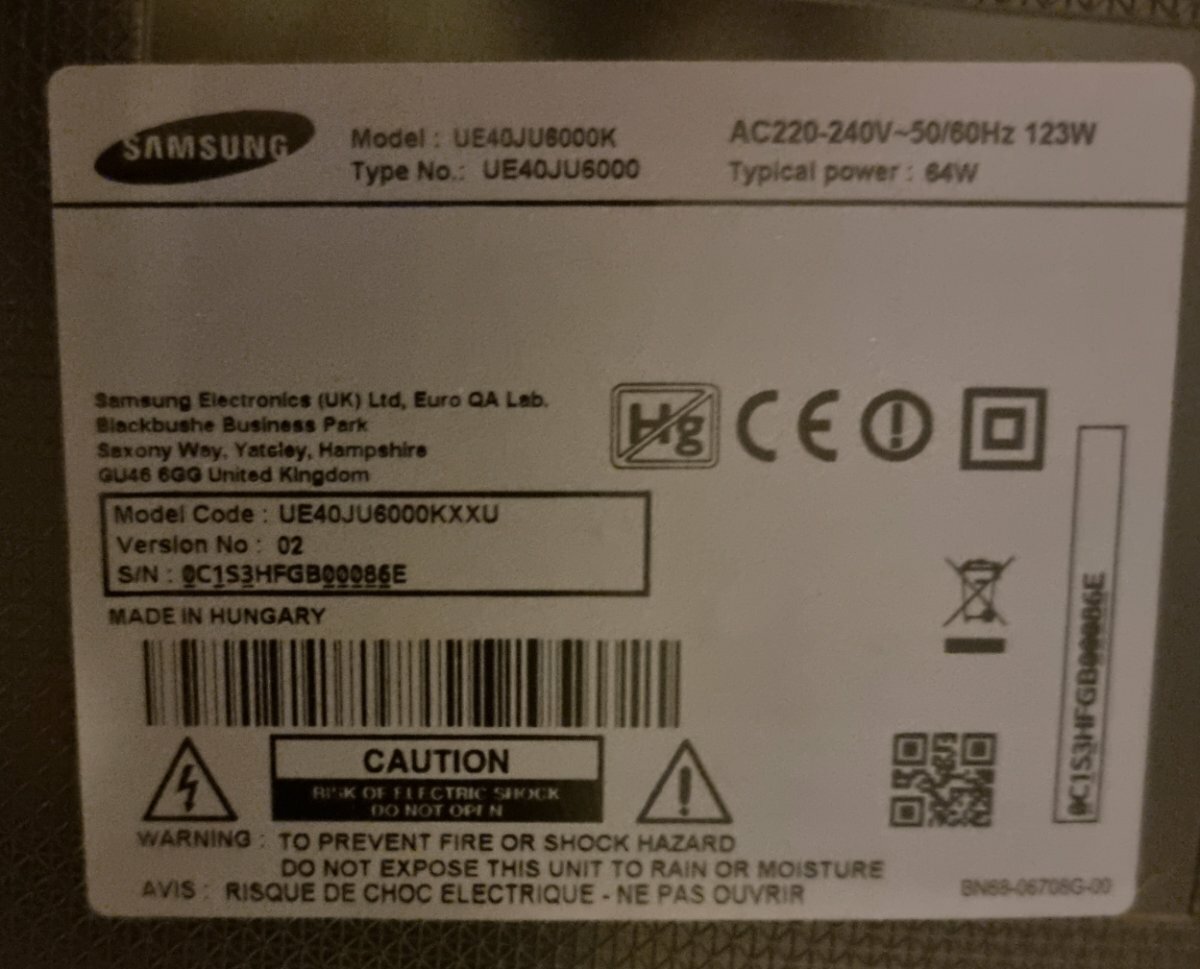 SAMSUNG
Model : UE40JU6000K
Type No.: UE40JU6000
AC220-240V~50/60Hz 123W
Typical power : 64W
Samsung Electronics (UK) Ltd, Euro QA Lab.
Blackbushe Business Park
Saxony Way, Yateley, Hampshire
GU46 6GG United Kingdom
Hg
CE
Model Code : UE40JU6000KXXU
Version No : 02
S/N : 0C1S3HFGB00086E
MADE IN HUNGARY
0C1S3HFGB00086E
CAUTION
RISK OF ELECTRIC SHOCK
DO NOT OPEN
WARNING : TO PREVENT FIRE OR SHOCK HAZARD
DO NOT EXPOSE THIS UNIT TO RAIN OR MOISTURE
AVIS : RISQUE DE CHOC ELECTRIQUE - NE PAS OUVRIR
BN68-06708G-00